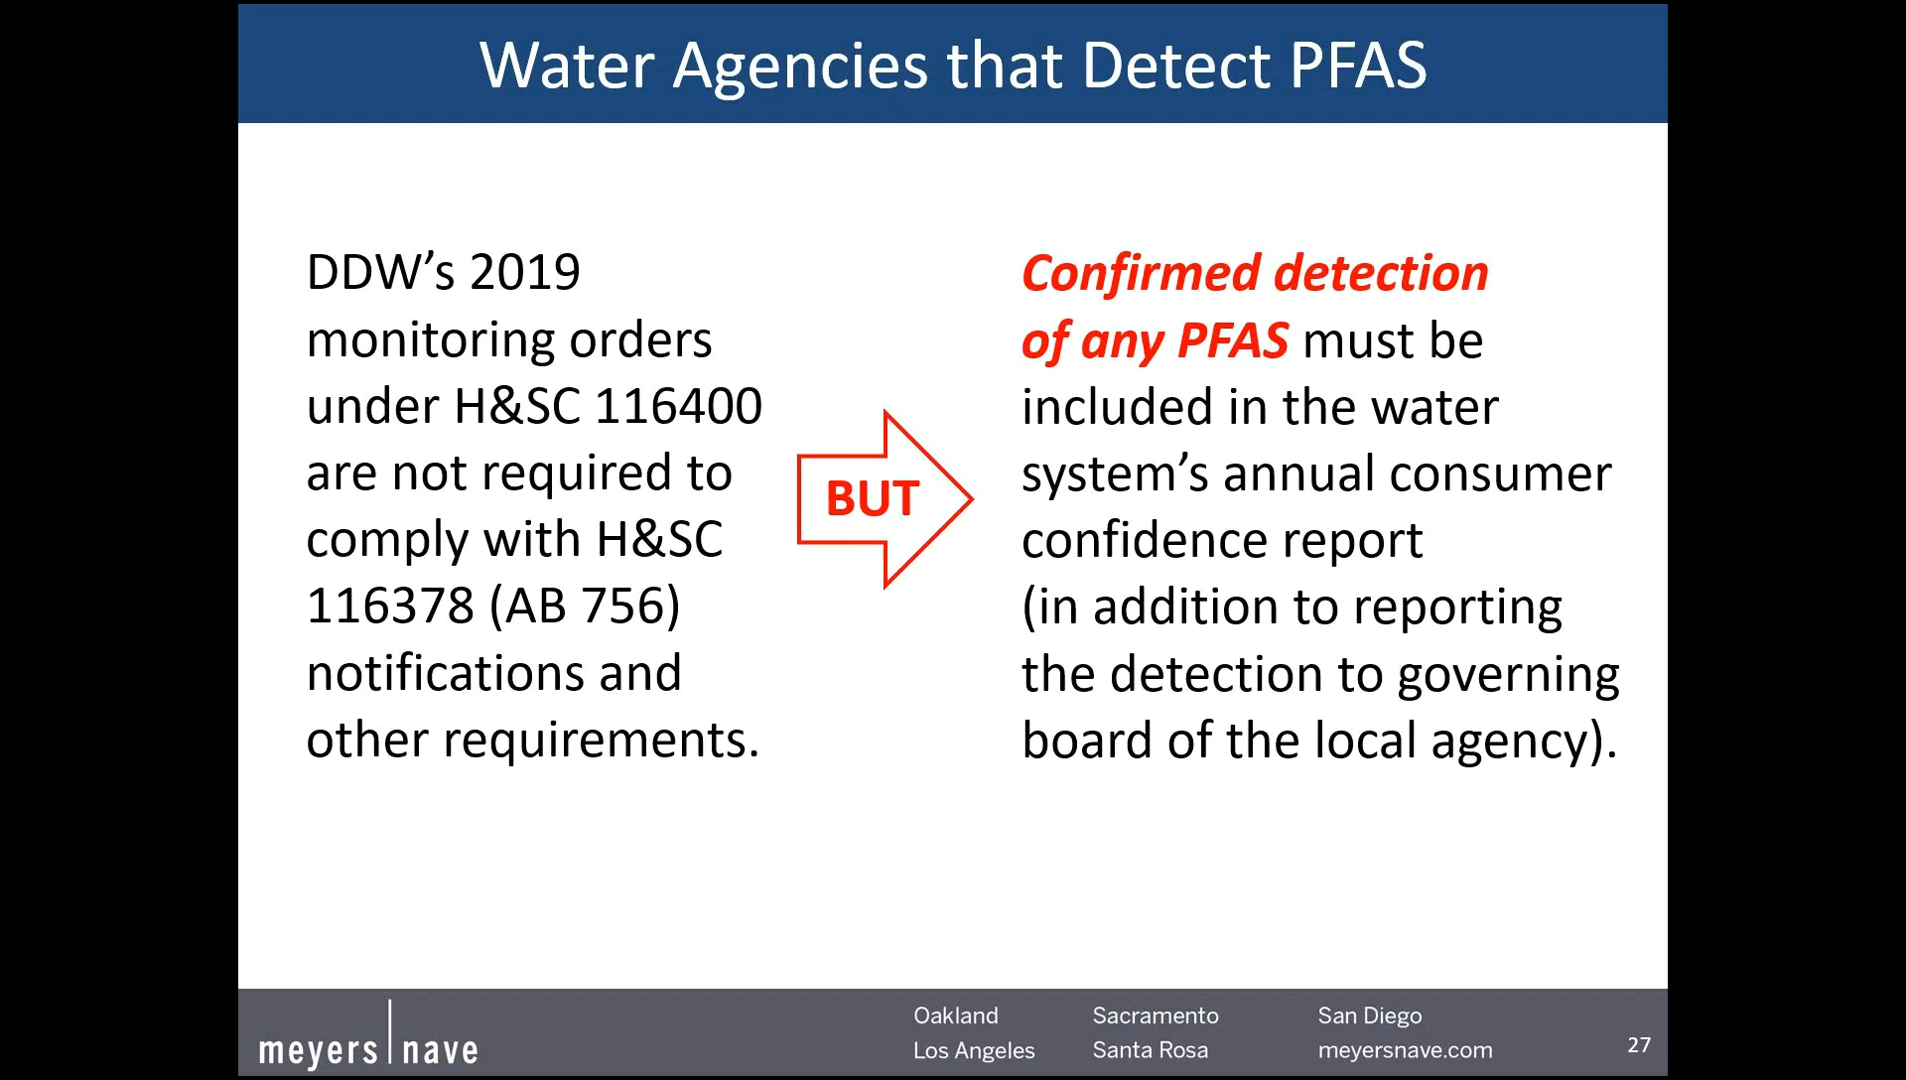 Water Agencies that Detect PFAS
DDW’s 2019
monitoring orders
under H&SC 116400
are not required to
comply with H&SC
116378 (AB 756)
notifications and
other requirements.
BUT
Confirmed detection
of any PFAS must be
included in the water
system’s annual consumer
confidence report
(in addition to reporting
the detection to governing
board of the local agency).
meyers nave
Oakland
Los Angeles
Sacramento
Santa Rosa
San Diego
meyersnave.com
27